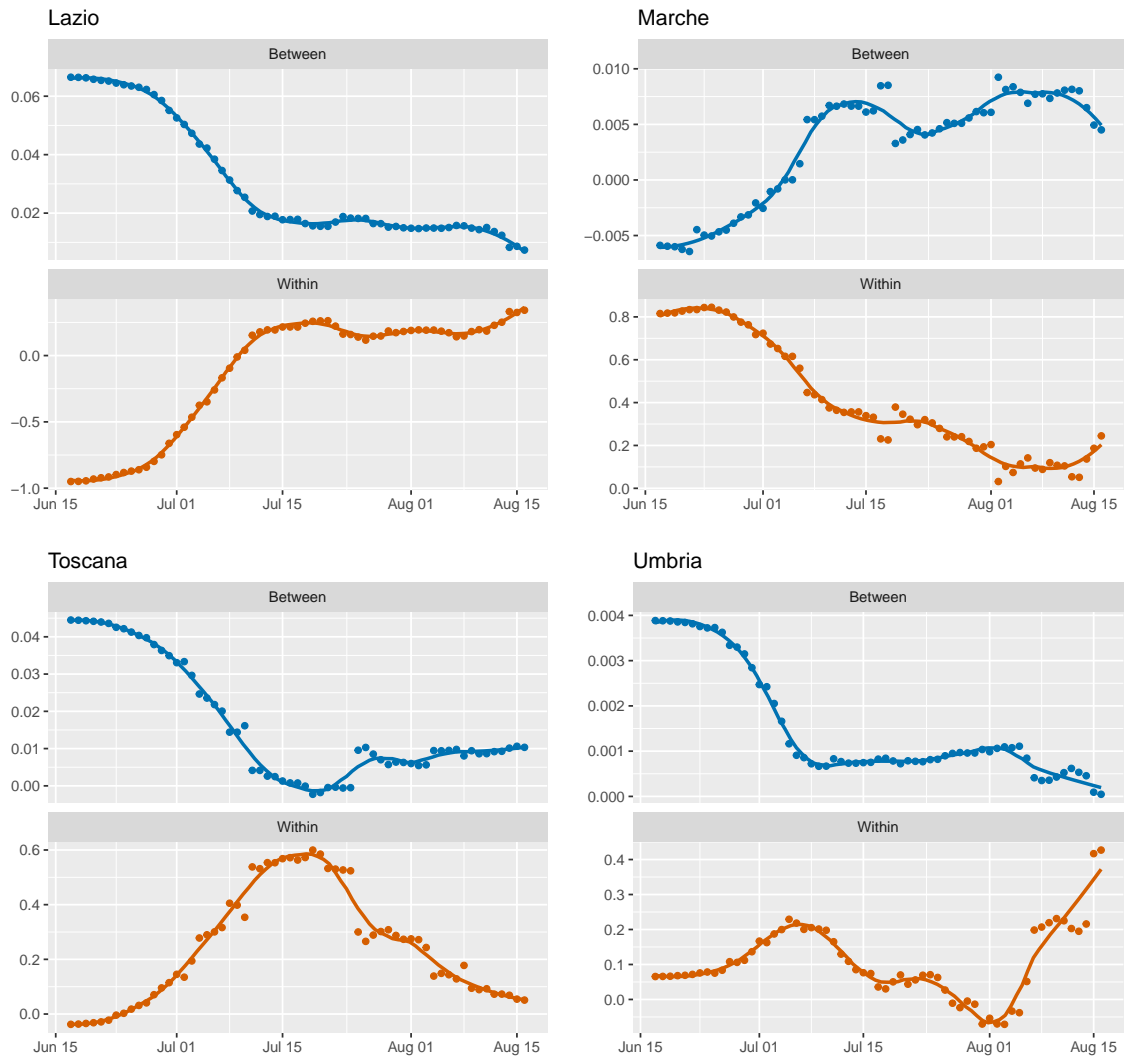 Lazio
Between
0.06
0.04
0.02
Within
0.0
−0.5
−1.0
Jun 15 Jul 01 Jul 15 Aug 01 Aug 15
Marche
Between
0.010
0.005
0.000
−0.005
Within
0.8
0.6
0.4
0.2
0.0
Jun 15 Jul 01 Jul 15 Aug 01 Aug 15
Toscana
Between
0.04
0.03
0.02
0.01
0.00
Within
0.6
0.4
0.2
0.0
Jun 15 Jul 01 Jul 15 Aug 01 Aug 15
Umbria
Between
0.004
0.003
0.002
0.001
0.000
Within
0.4
0.3
0.2
0.1
0.0
Jun 15 Jul 01 Jul 15 Aug 01 Aug 15